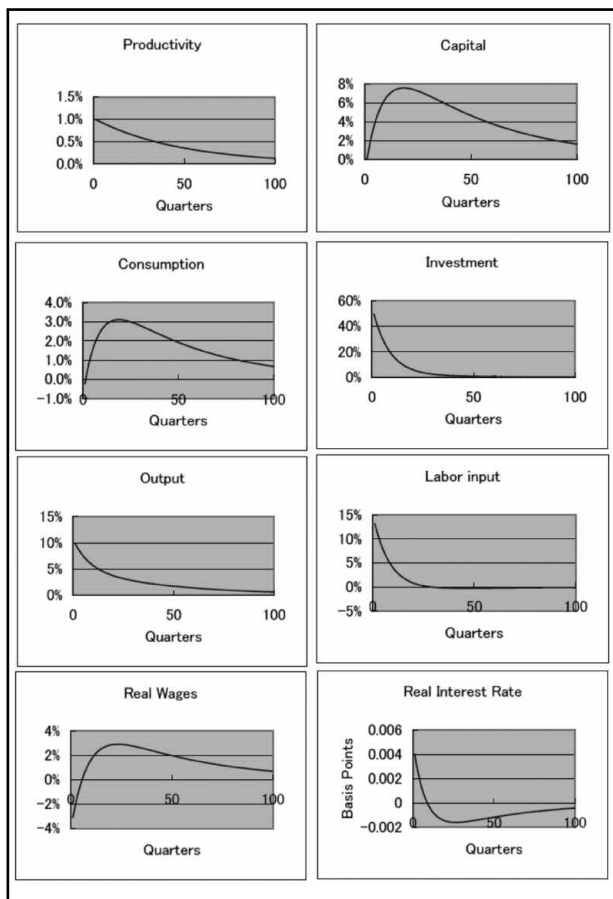 Productivity
1.5%
1.0%
0.5%
0.0%
0 50 100
Quarters
Capital
8%
6%
4%
2%
0%
0 50 100
Quarters
Consumption
4.0%
3.0%
2.0%
1.0%
0.0%
-1.0%
0 50 100
Quarters
Investment
60%
40%
20%
0%
0 50 100
Quarters
Output
15%
10%
5%
0%
0 50 100
Quarters
Labor input
15%
10%
5%
0%
-5%
0 50 100
Quarters
Real Wages
4%
2%
0%
-2%
-4%
0 50 100
Quarters
Real Interest Rate
Basis Points
0.006
0.004
0.002
0
-0.002
0 50 100
Quarters